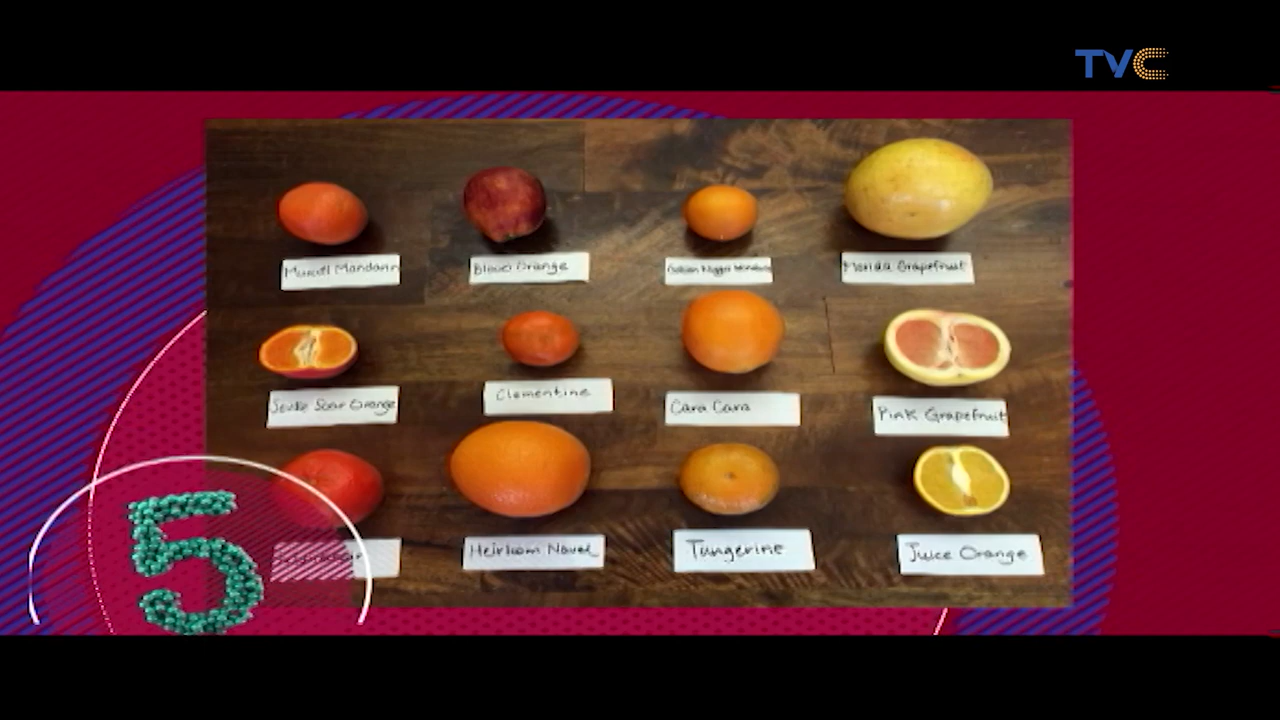 TVC
Murcott Mandarin
Blood Orange
Mandarin
Florida Grapefruit
Seville Sour Orange
Clementine
Cara Cara
Pink Grapefruit
Heirloom Navel
Tangerine
Juice Orange
5